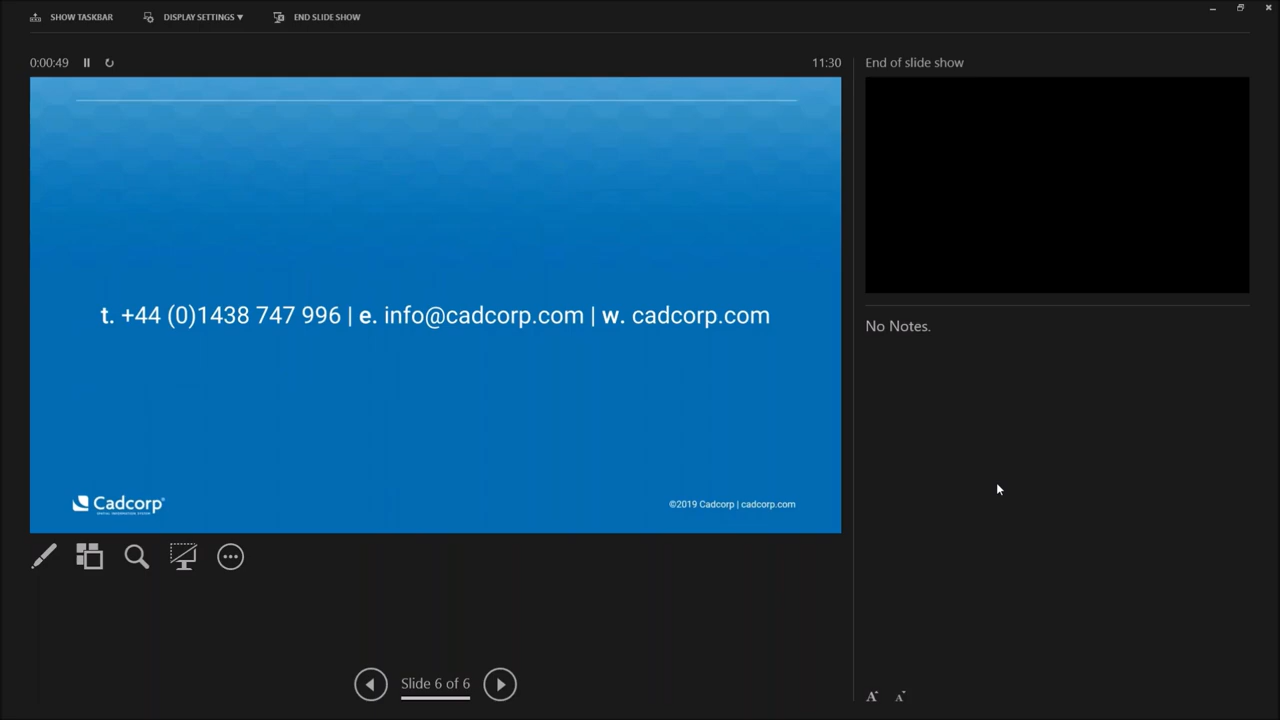 SHOW TASKBAR
DISPLAY SETTINGS ▼
END SLIDE SHOW
0:00:49
11:30
End of slide show
t. +44 (0)1438 747 996 | e. info@cadcorp.com | w. cadcorp.com
No Notes.
Cadcorp
©2019 Cadcorp | cadcorp.com
Slide 6 of 6
A A